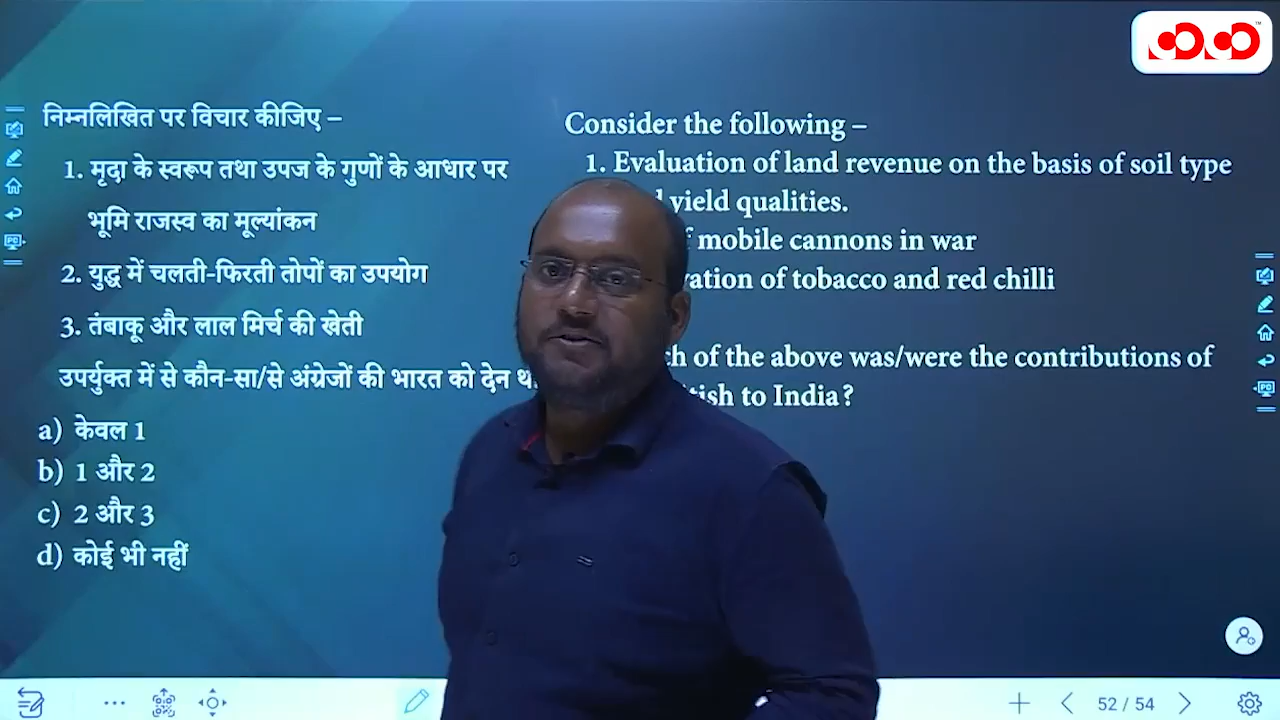 निम्नलिखित पर विचार कीजिए –
1. मृदा के स्वरूप तथा उपज के गुणों के आधार पर
भूमि राजस्व का मूल्यांकन
2. युद्ध में चलती-फिरती तोपों का उपयोग
3. तंबाकू और लाल मिर्च की खेती
उपर्युक्त में से कौन-सा/से अंग्रेजों की भारत को देन
a) केवल 1
b) 1 और 2
c) 2 और 3
d) कोई भी नहीं
Consider the following –
1. Evaluation of land revenue on the basis of soil type
yield qualities.
mobile cannons in war
of tobacco and red chilli
of the above was/were the contributions of
to India?
52 / 54